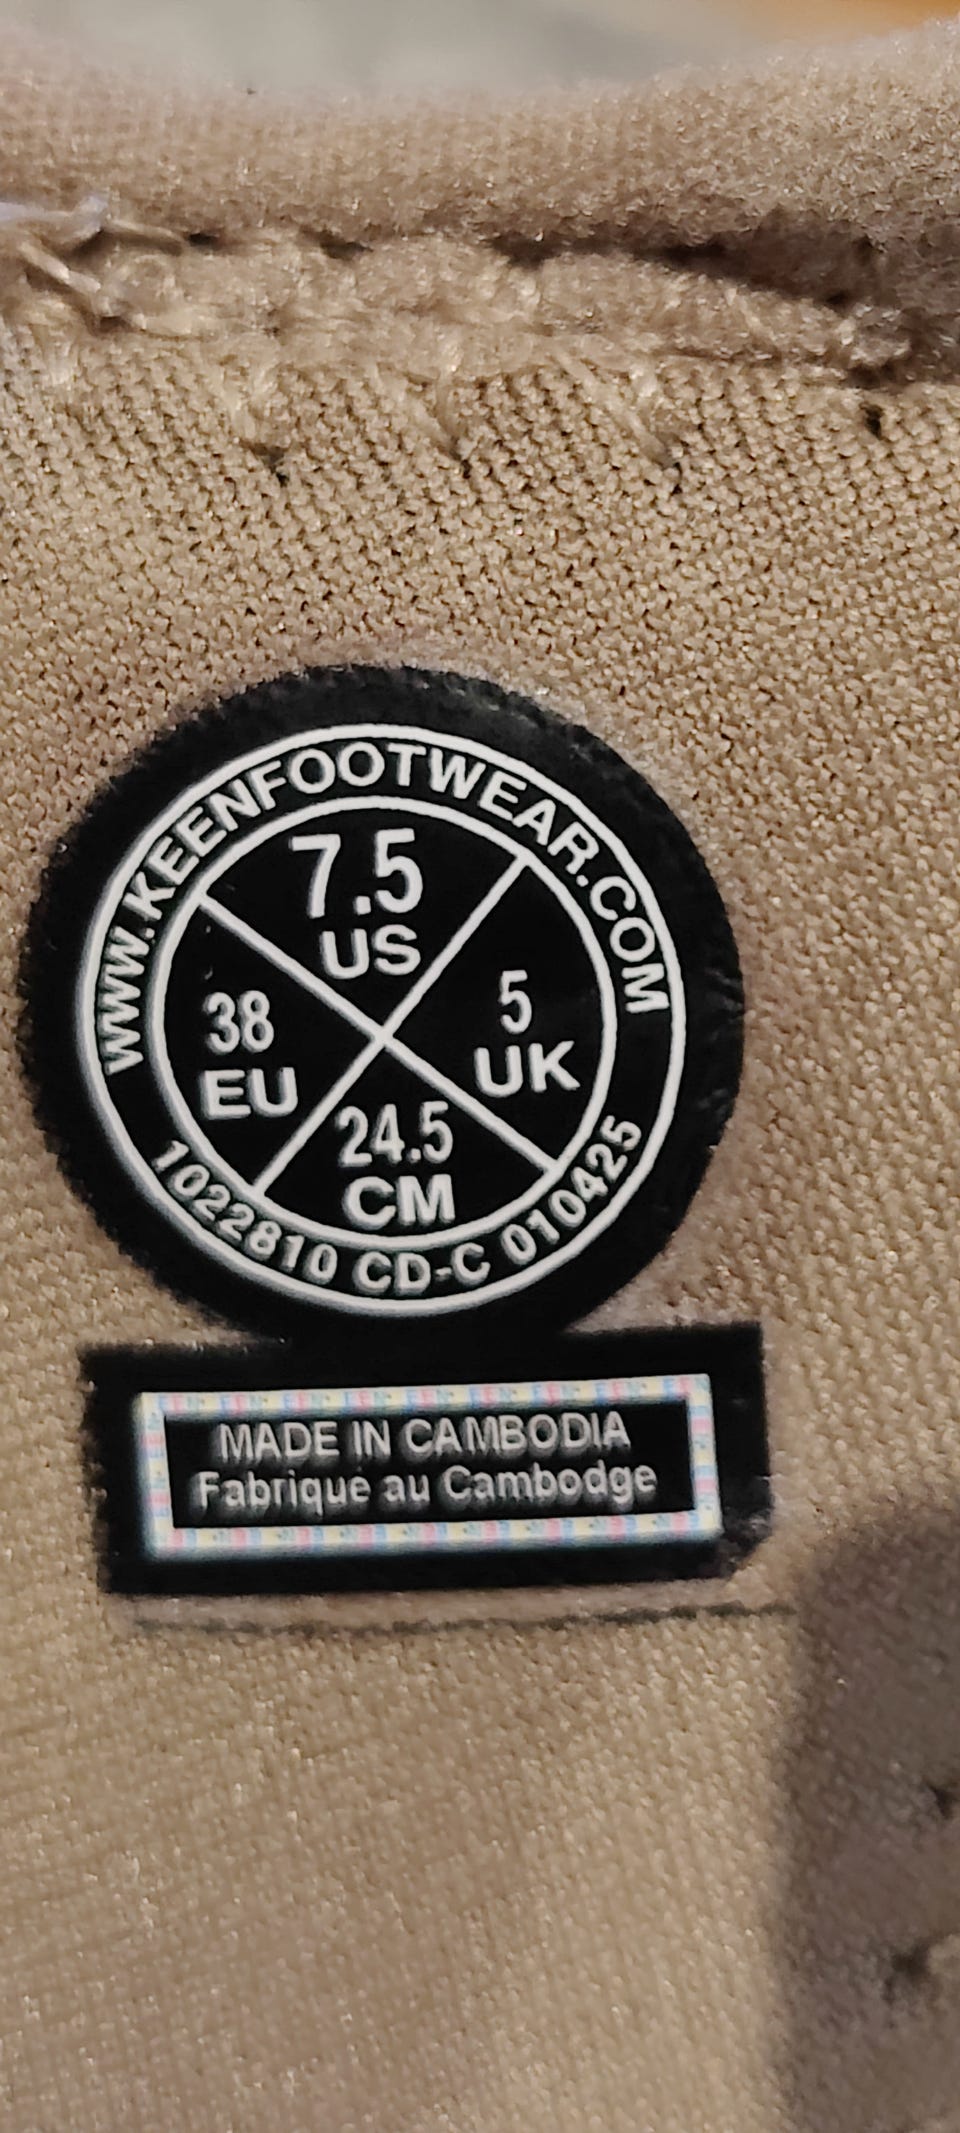 WWW.KEENFOOTWEAR.COM
7.5
US
38
EU
5
UK
24.5
CM
1022810 CD-C 010425
MADE IN CAMBODIA
Fabrique au Cambodge